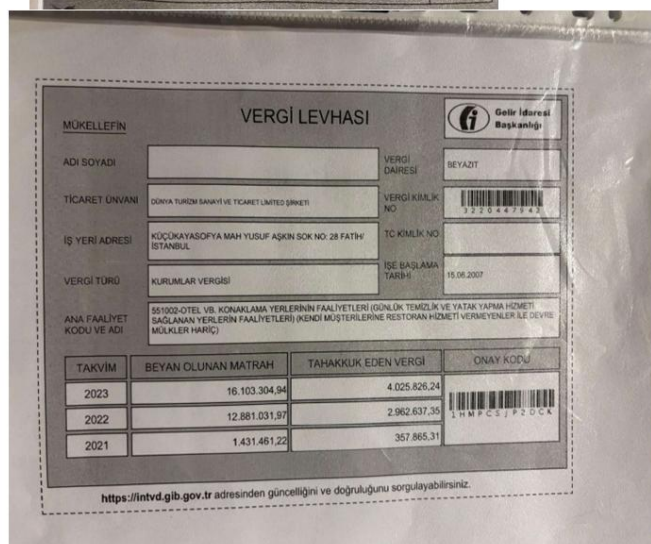 VERGİ LEVHASI
Gelir İdaresi
Başkanlığı
MÜKELLEFİN
ADI SOYADI
VERGİ
DAİRESİ
BEYAZIT
TİCARET ÜNVANI
DÜNYA TURİZM SANAYİ VE TİCARET LİMİTED ŞİRKETİ
VERGİ KİMLİK
NO
3220447542
İŞ YERİ ADRESİ
KÜÇÜKAYASOFYA MAH YUSUF AŞKIN SOK NO: 28 FATİH/
İSTANBUL
TC KİMLİK NO
VERGİ TÜRÜ
KURUMLAR VERGİSİ
İŞE BAŞLAMA
TARİHİ
15.06.2007
ANA FAALİYET
KODU VE ADI
551002-OTEL VB. KONAKLAMA YERLERİNİN FAALİYETLERİ (GÜNLÜK TEMİZLİK VE YATAK YAPMA HİZMETİ
SAĞLANAN YERLERİN FAALİYETLERİ) (KENDİ MÜŞTERİLERİNE RESTORAN HİZMETİ VERMEYENLER İLE DEVRE
MÜLKLER HARİÇ)
TAKVİM BEYAN OLUNAN MATRAH TAHAKKUK EDEN VERGİ ONAY KODU
2023 16.103.304,94 4.025.826,24
2022 12.881.031,97 2.962.637,35
1HMPCSJP2DCK
2021 1.431.461,22 357.865,31
https://intvd.gib.gov.tr adresinden güncelliğini ve doğruluğunu sorgulayabilirsiniz.